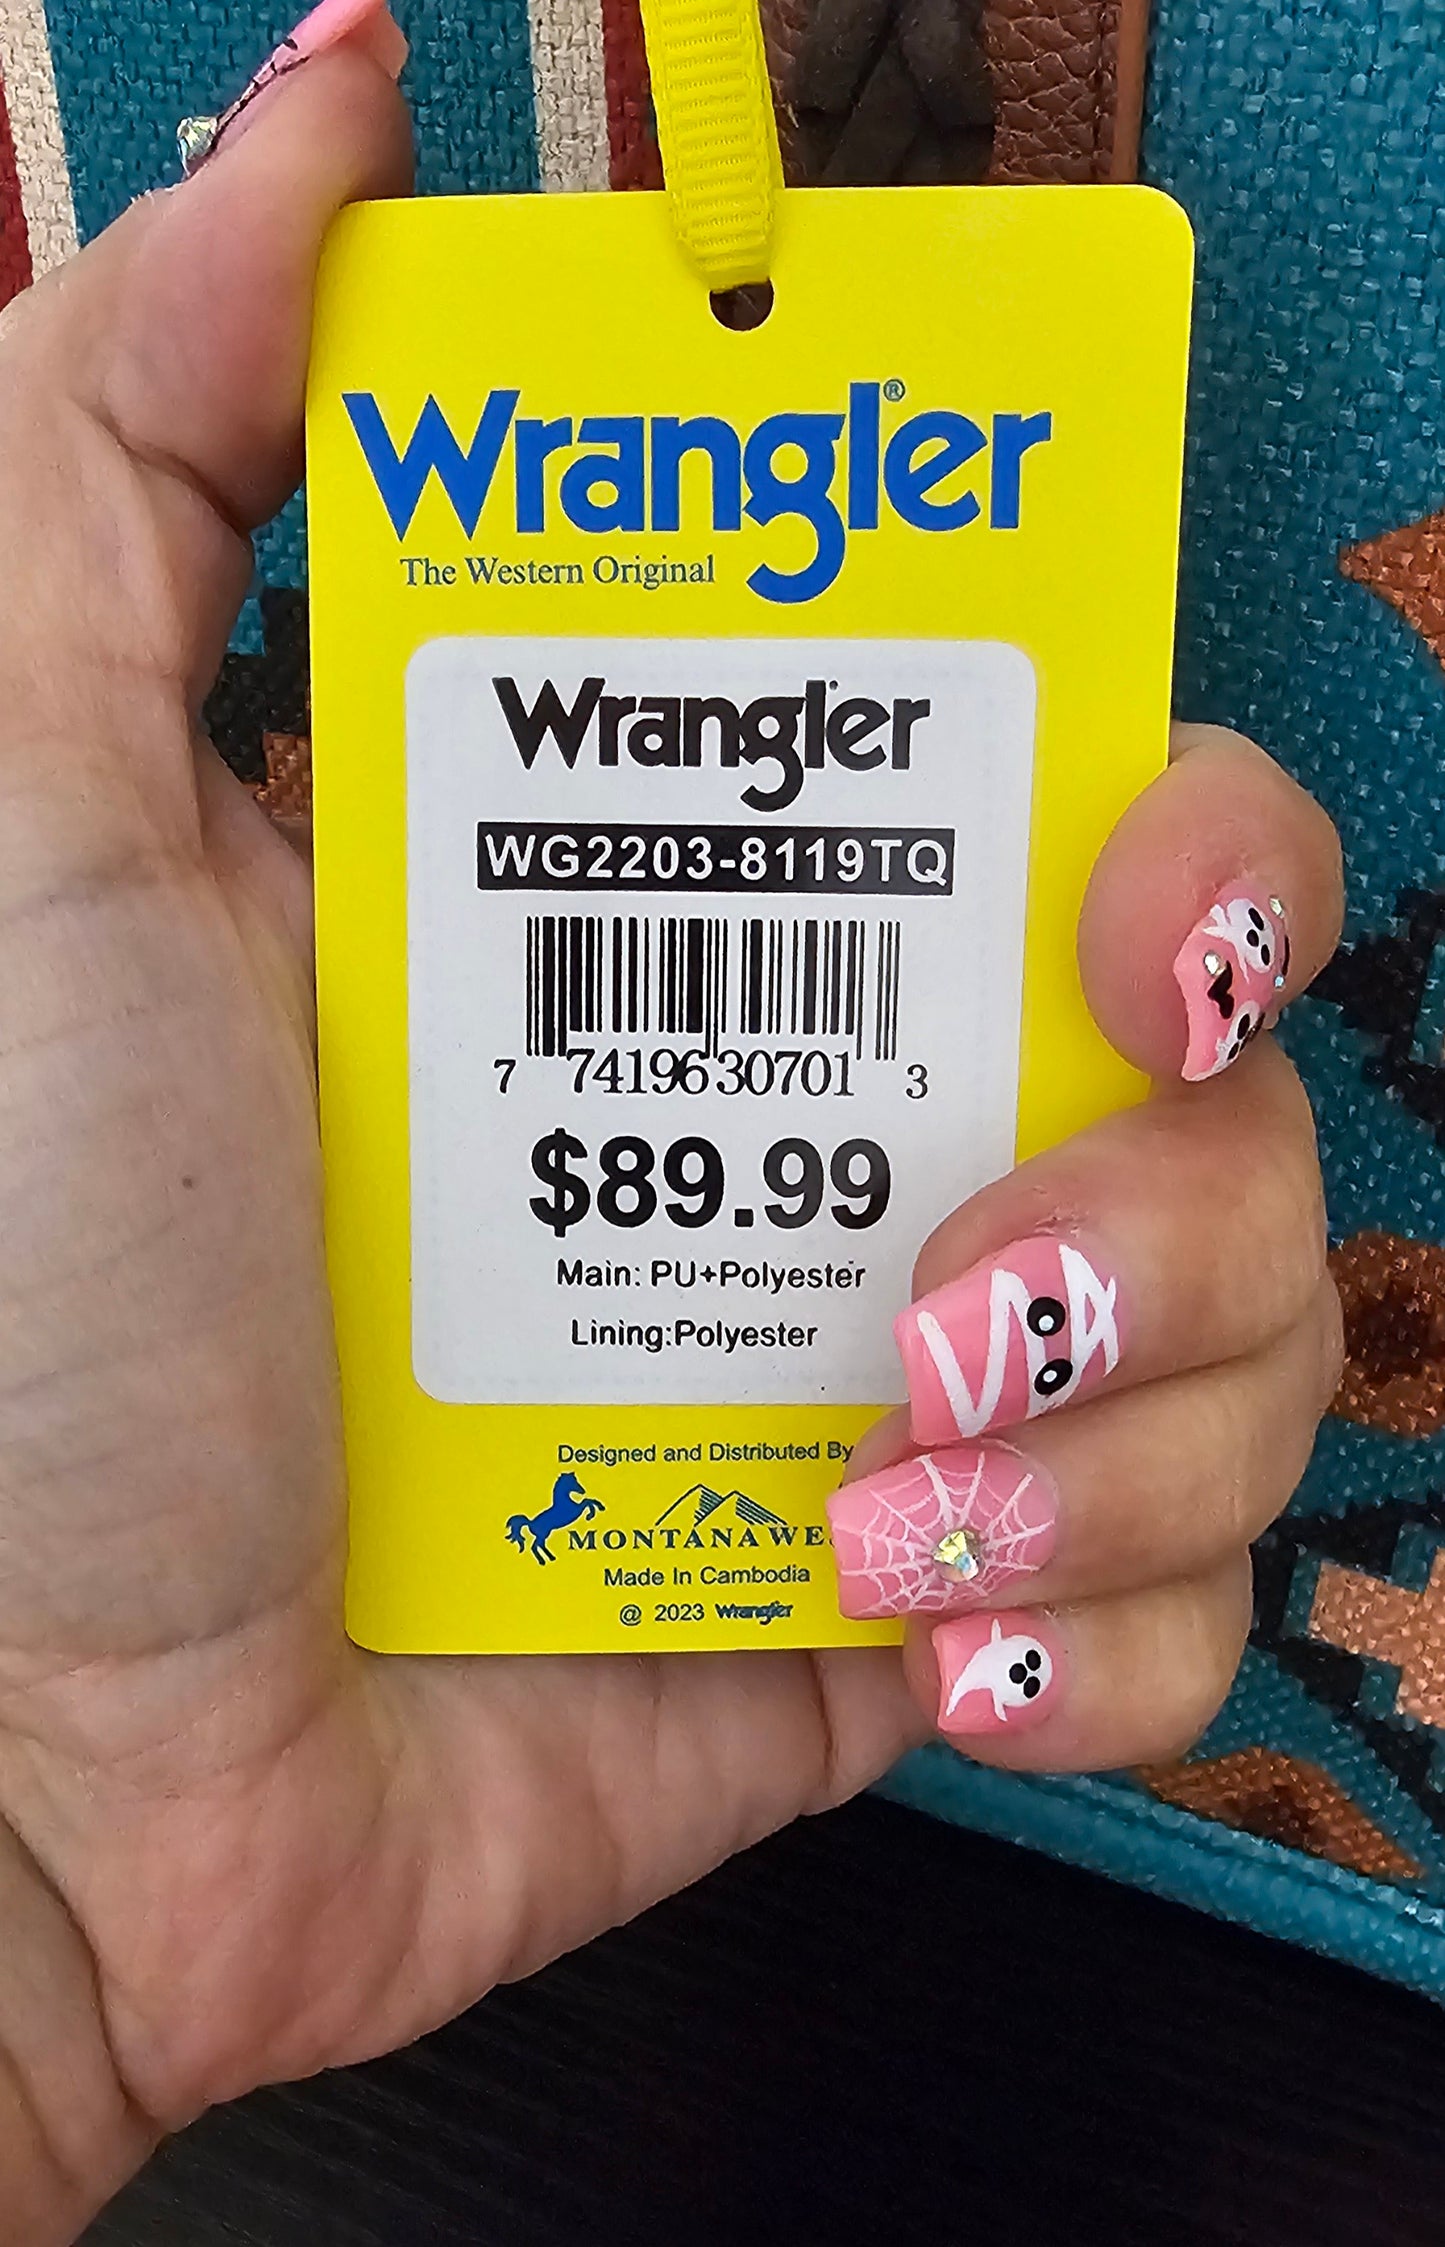 Wrangler®
The Western Original
Wrangler
WG2203-8119TQ
7 74196 30701 3
$89.99
Main: PU+Polyester
Lining:Polyester
Designed and Distributed By
MONTANA
Made In Cambodia
@ 2023 Wrangler